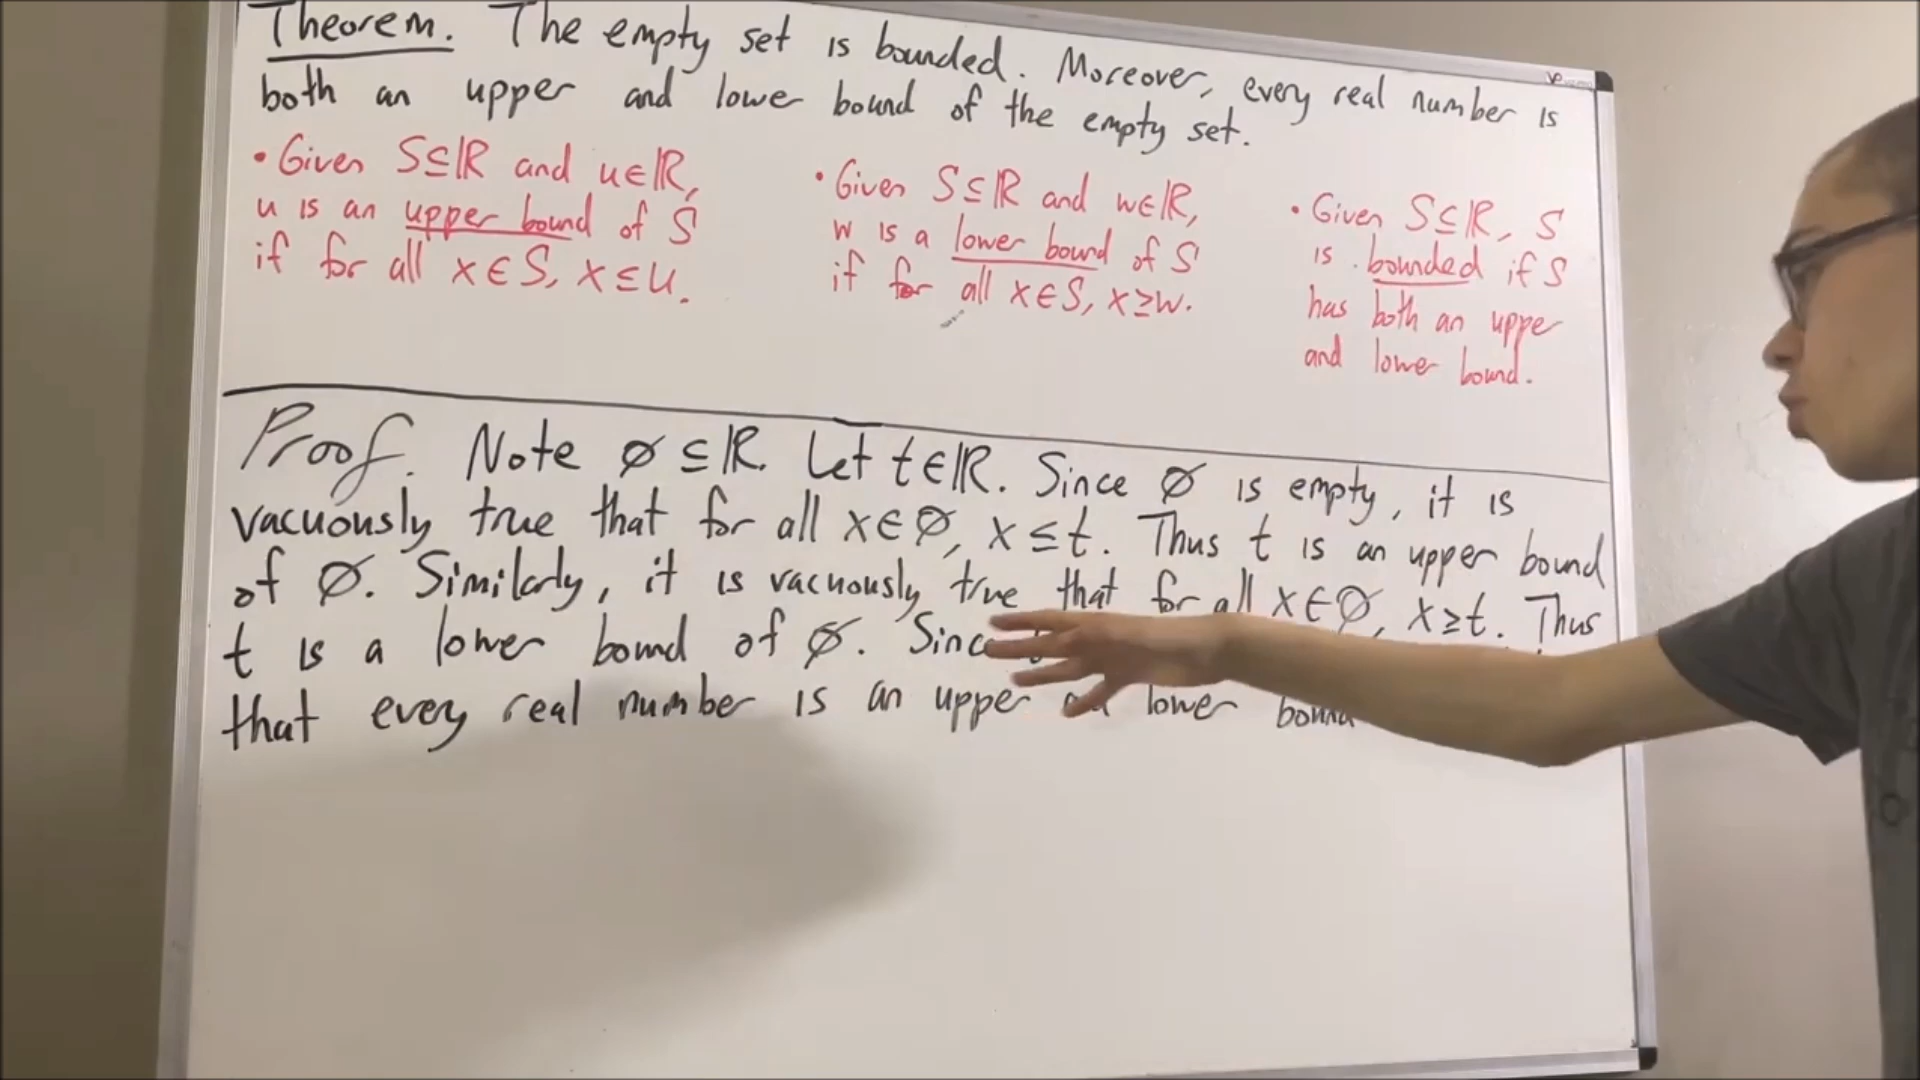 Theorem. The empty set is bounded. Moreover, every real number is
both an upper and lower bound of the empty set.
• Given S⊆ℝ and u∈ℝ,
u is an upper bound of S
if for all x∈S, x≤u.
• Given S⊆ℝ and w∈ℝ,
w is a lower bound of S
if for all x∈S, x≥w.
• Given S⊆ℝ, S
is bounded if S
has both an upper
and lower bound.
Proof. Note ∅⊆ℝ. Let t∈ℝ. Since ∅ is empty, it is
vacuously true that for all x∈∅, x≤t. Thus t is an upper bound
of ∅. Similarly, it is vacuously true that for all x∈∅, x≥t. Thus
t is a lower bound of ∅.
that every real number is an upper lower bound